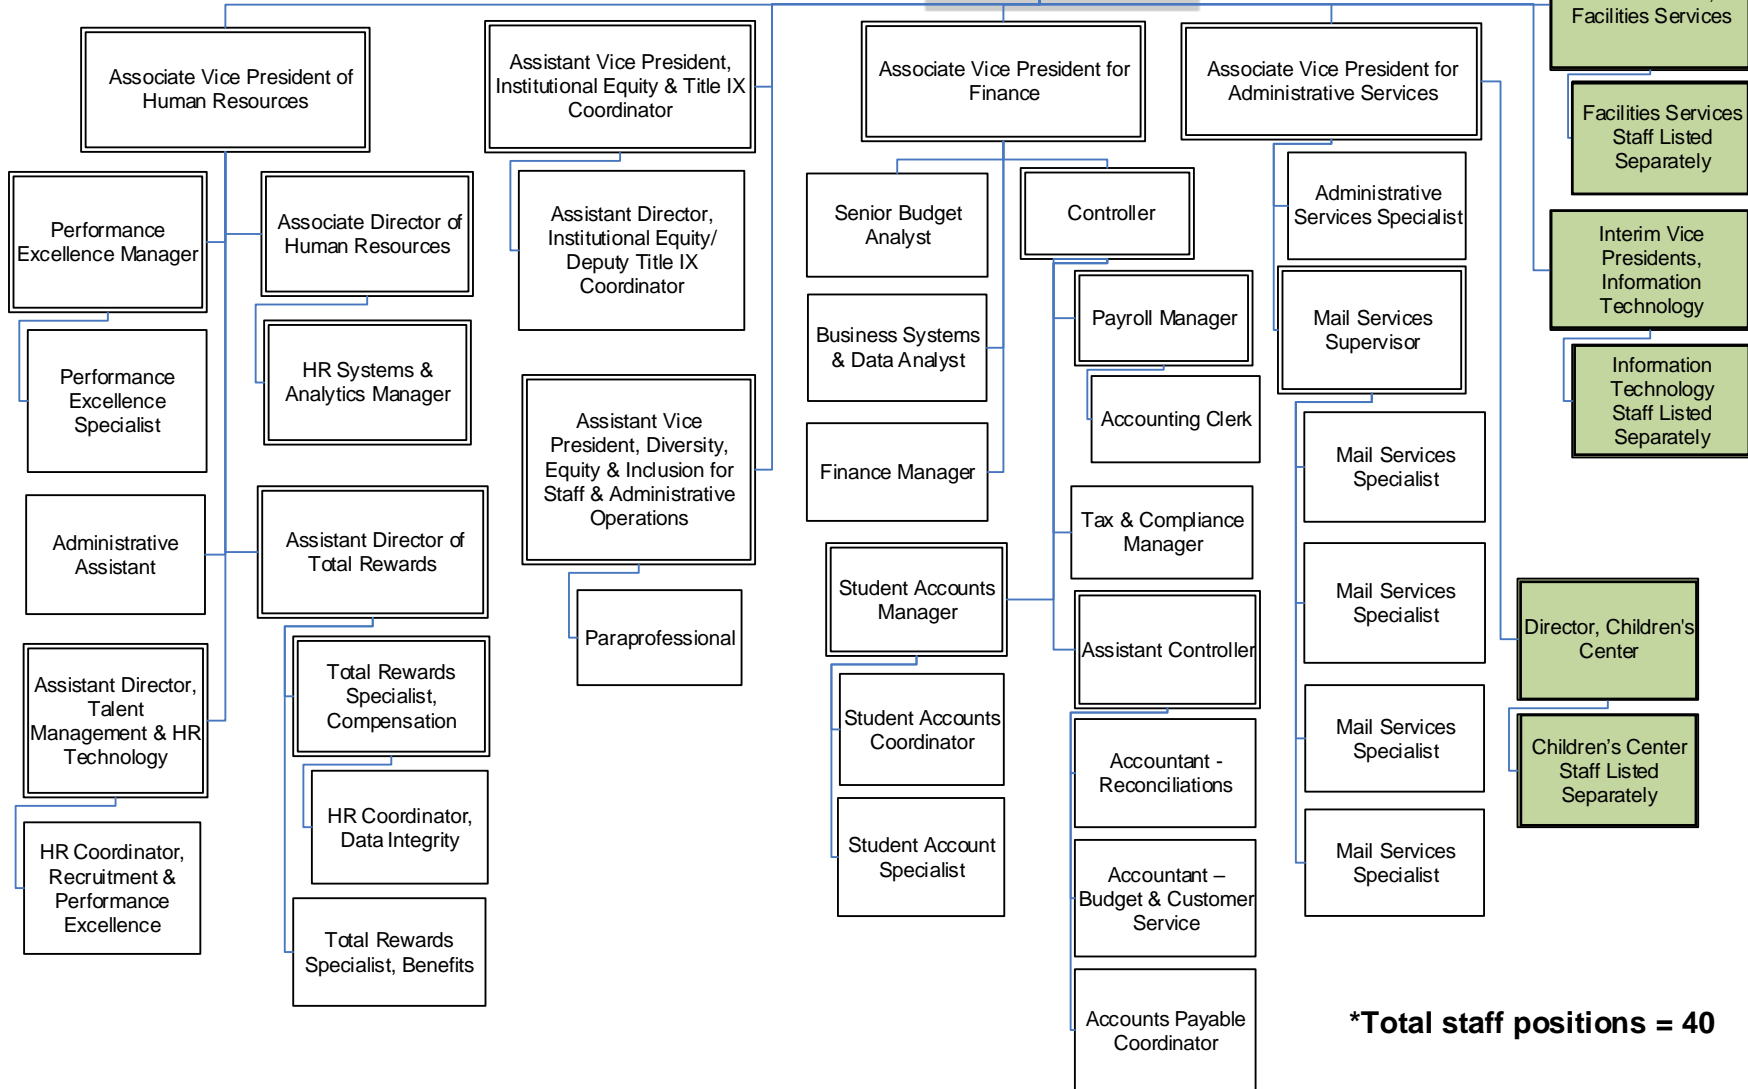 Facilities Services
Associate Vice President of
Human Resources
Assistant Vice President,
Institutional Equity & Title IX
Coordinator
Associate Vice President for
Finance
Associate Vice President for
Administrative Services
Facilities Services
Staff Listed
Separately
Performance
Excellence Manager
Associate Director of
Human Resources
Assistant Director,
Institutional Equity/
Deputy Title IX
Coordinator
Senior Budget
Analyst
Controller
Administrative
Services Specialist
Interim Vice
Presidents,
Information
Technology
Performance
Excellence
Specialist
HR Systems &
Analytics Manager
Business Systems
& Data Analyst
Payroll Manager
Mail Services
Supervisor
Information
Technology
Staff Listed
Separately
Assistant Vice
President, Diversity,
Equity & Inclusion for
Staff & Administrative
Operations
Finance Manager
Accounting Clerk
Mail Services
Specialist
Administrative
Assistant
Assistant Director of
Total Rewards
Tax & Compliance
Manager
Student Accounts
Manager
Mail Services
Specialist
Paraprofessional
Assistant Controller
Director, Children's
Center
Assistant Director,
Talent
Management & HR
Technology
Total Rewards
Specialist,
Compensation
Student Accounts
Coordinator
Accountant -
Reconciliations
Mail Services
Specialist
Children’s Center
Staff Listed
Separately
HR Coordinator,
Data Integrity
Student Account
Specialist
Mail Services
Specialist
HR Coordinator,
Recruitment &
Performance
Excellence
Accountant –
Budget & Customer
Service
Total Rewards
Specialist, Benefits
Accounts Payable
Coordinator
*Total staff positions = 40